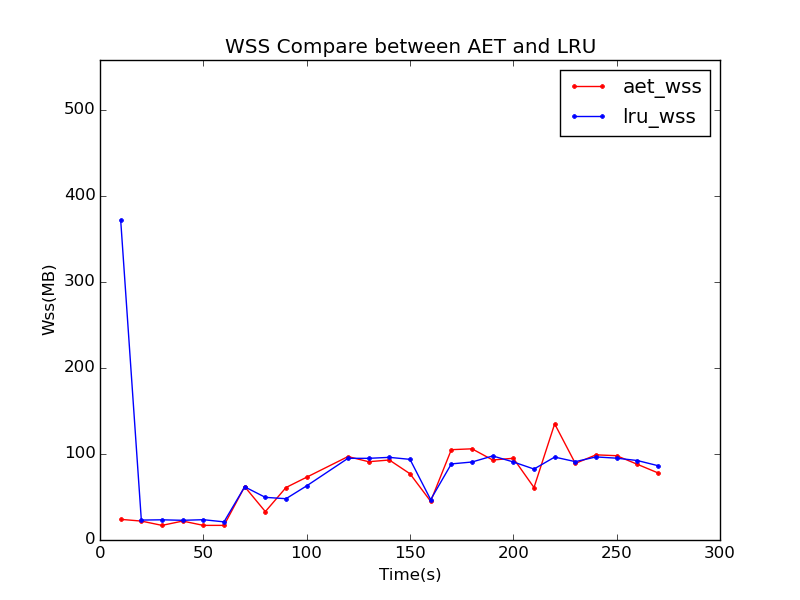 WSS Compare between AET and LRU
aet_wss
lru_wss
500
400
300
200
100
0
Wss(MB)
0 50 100 150 200 250 300
Time(s)